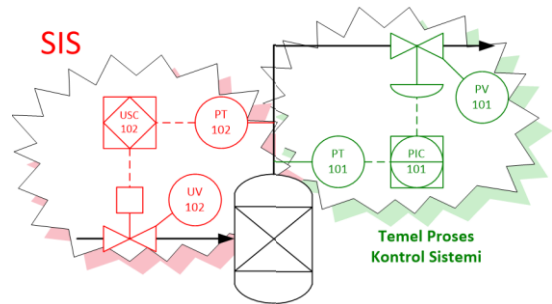 SIS
USC
102
PT
102
UV
102
PV
101
PT
101
PIC
101
Temel Proses
Kontrol Sistemi